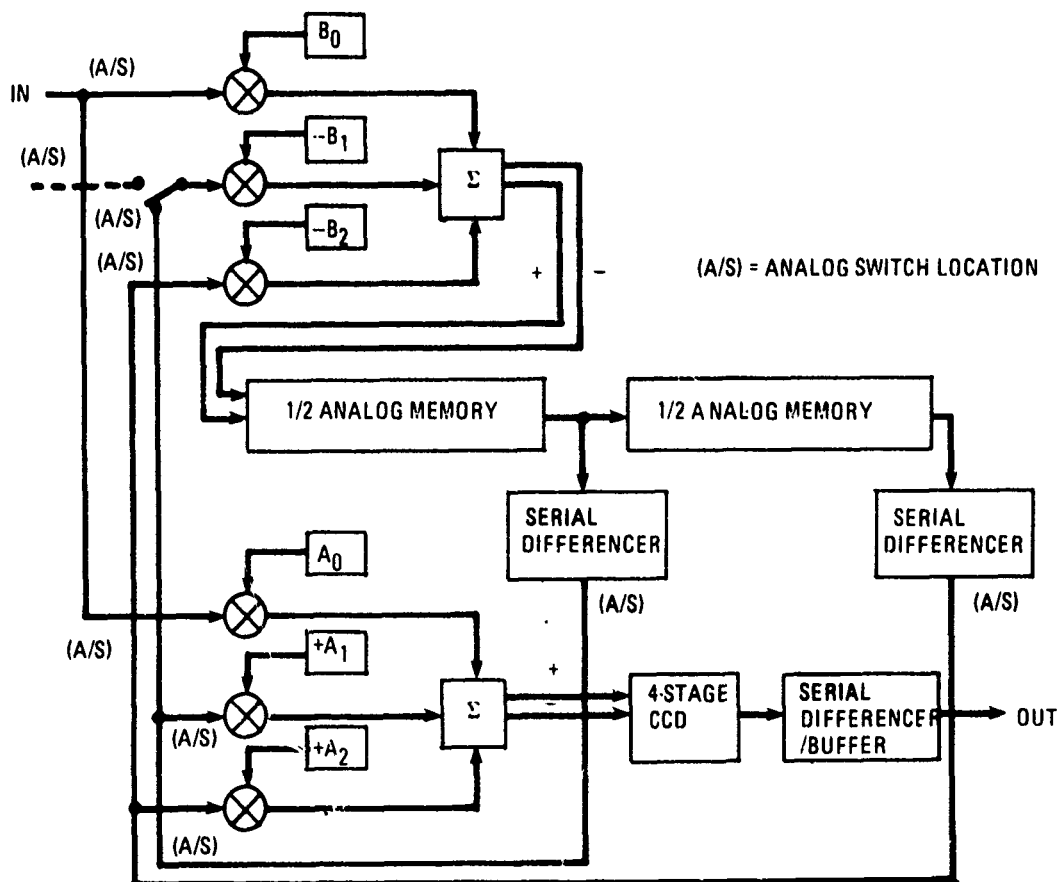 B0
(A/S)
IN
--B1
(A/S)
(A/S)
--B2
(A/S)
+
−
(A/S) = ANALOG SWITCH LOCATION
Σ
1/2 ANALOG MEMORY
1/2 ANALOG MEMORY
SERIAL
DIFFERENCER
SERIAL
DIFFERENCER
A0
(A/S)
(A/S)
(A/S)
+A1
+
−
Σ
4-STAGE
CCD
SERIAL
DIFFERENCER
/BUFFER
OUT
(A/S)
+A2
(A/S)